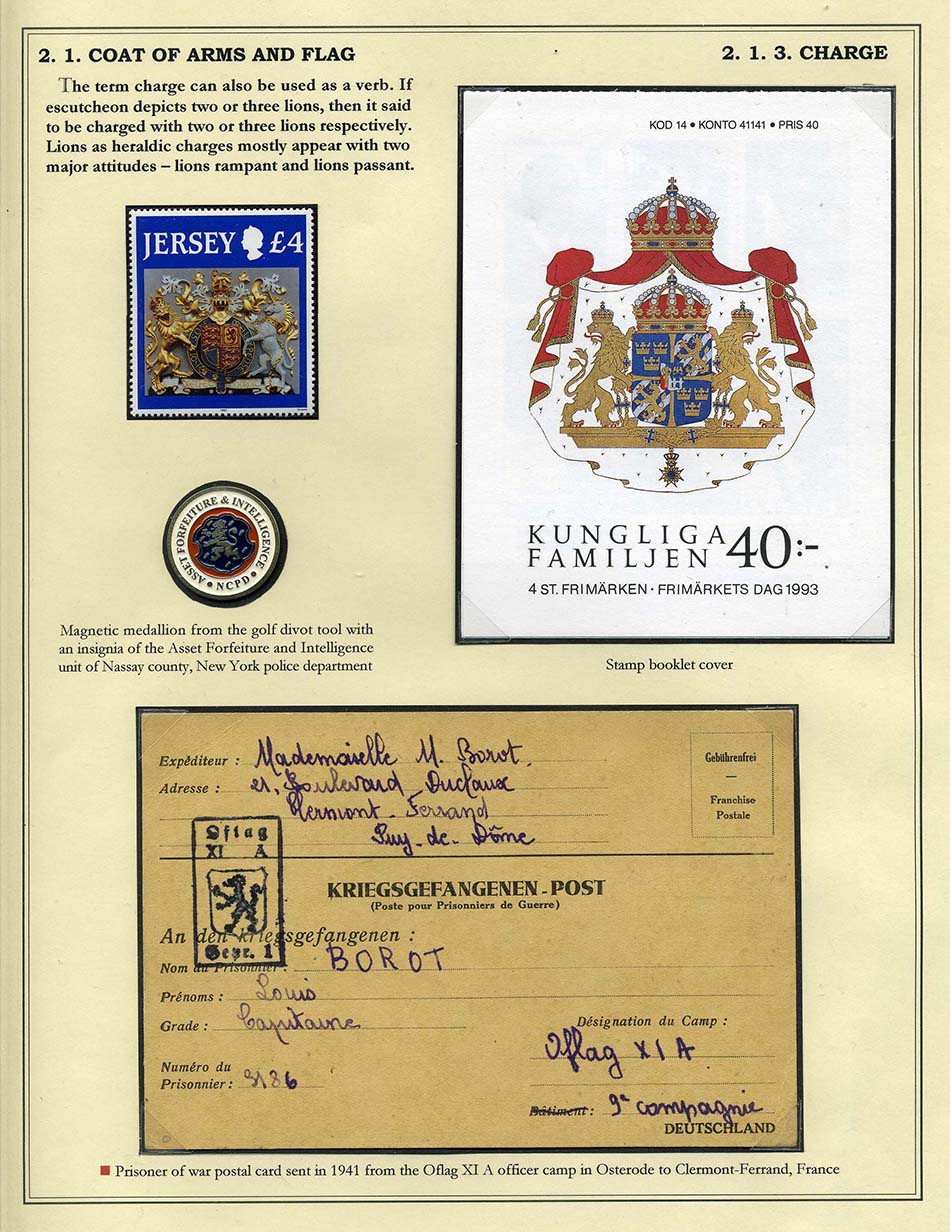 2. 1. COAT OF ARMS AND FLAG
2. 1. 3. CHARGE
The term charge can also be used as a verb. If
escutcheon depicts two or three lions, then it said
to be charged with two or three lions respectively.
Lions as heraldic charges mostly appear with two
major attitudes – lions rampant and lions passant.
JERSEY £4
KOD 14 • KONTO 41141 • PRIS 40
KUNGLIGA
FAMILJEN 40:-
4 ST. FRIMÄRKEN · FRIMÄRKETS DAG 1993
Stamp booklet cover
ASSET FORFEITURE & INTELLIGENCE
• NCPD •
Magnetic medallion from the golf divot tool with
an insignia of the Asset Forfeiture and Intelligence
unit of Nassay county, New York police department
Expéditeur : Mademoiselle M. Borot.
Adresse : 21, Boulevard Duclaux
Clermont-Ferrand
Puy-de-Dôme
Gebührenfrei
—
Franchise
Postale
Oflag
XI A
Gepr. 1
KRIEGSGEFANGENEN-POST
(Poste pour Prisonniers de Guerre)
An den kriegsgefangenen :
Nom du Prisonnier : BOROT
Prénoms : Louis
Grade : Capitaine
Désignation du Camp :
Oflag XI A
Numéro du
Prisonnier : 3186
Bâtiment : 9e compagnie
DEUTSCHLAND
Prisoner of war postal card sent in 1941 from the Oflag XI A officer camp in Osterode to Clermont-Ferrand, France